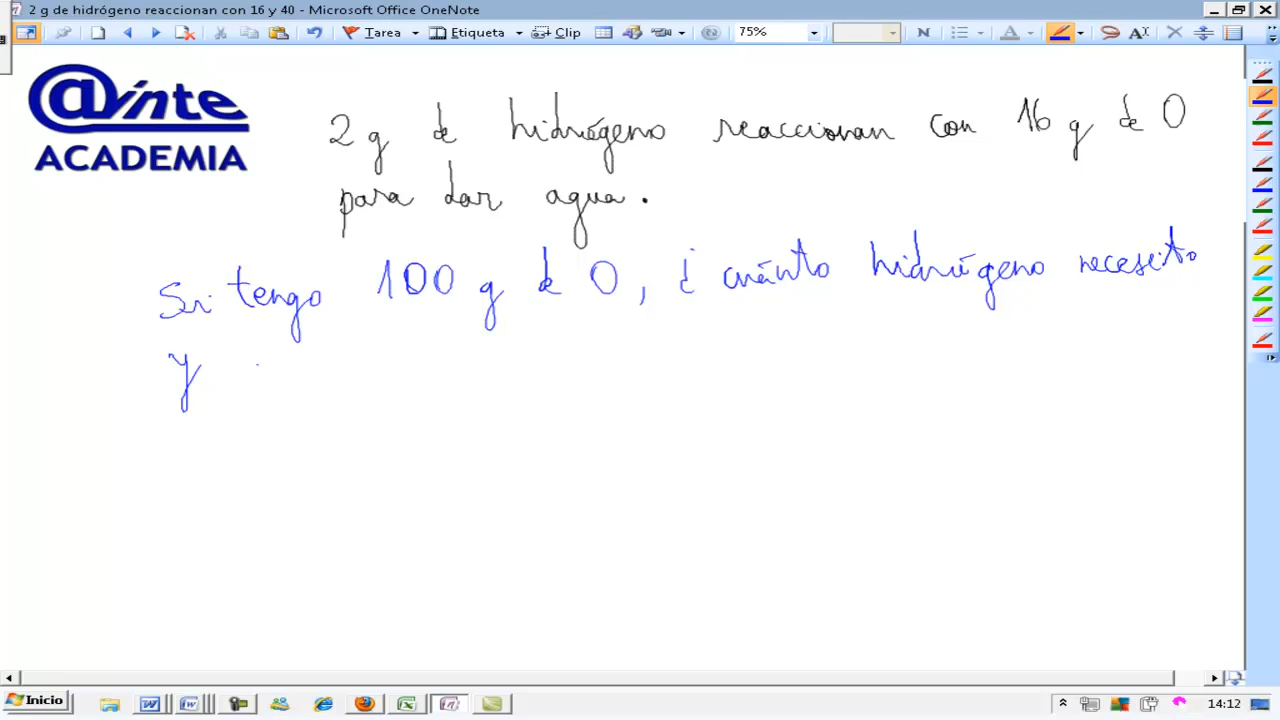 2 g de hidrógeno reaccionan con 16 y 40 - Microsoft Office OneNote
Tarea Etiqueta Clip 75% N A
@vinte
ACADEMIA
2 g de hidrógeno reaccionan con 16 g de O
para dar agua.
Si tengo 100 g de O, ¿ cuánto hidrógeno necesito
y
Inicio 14:12